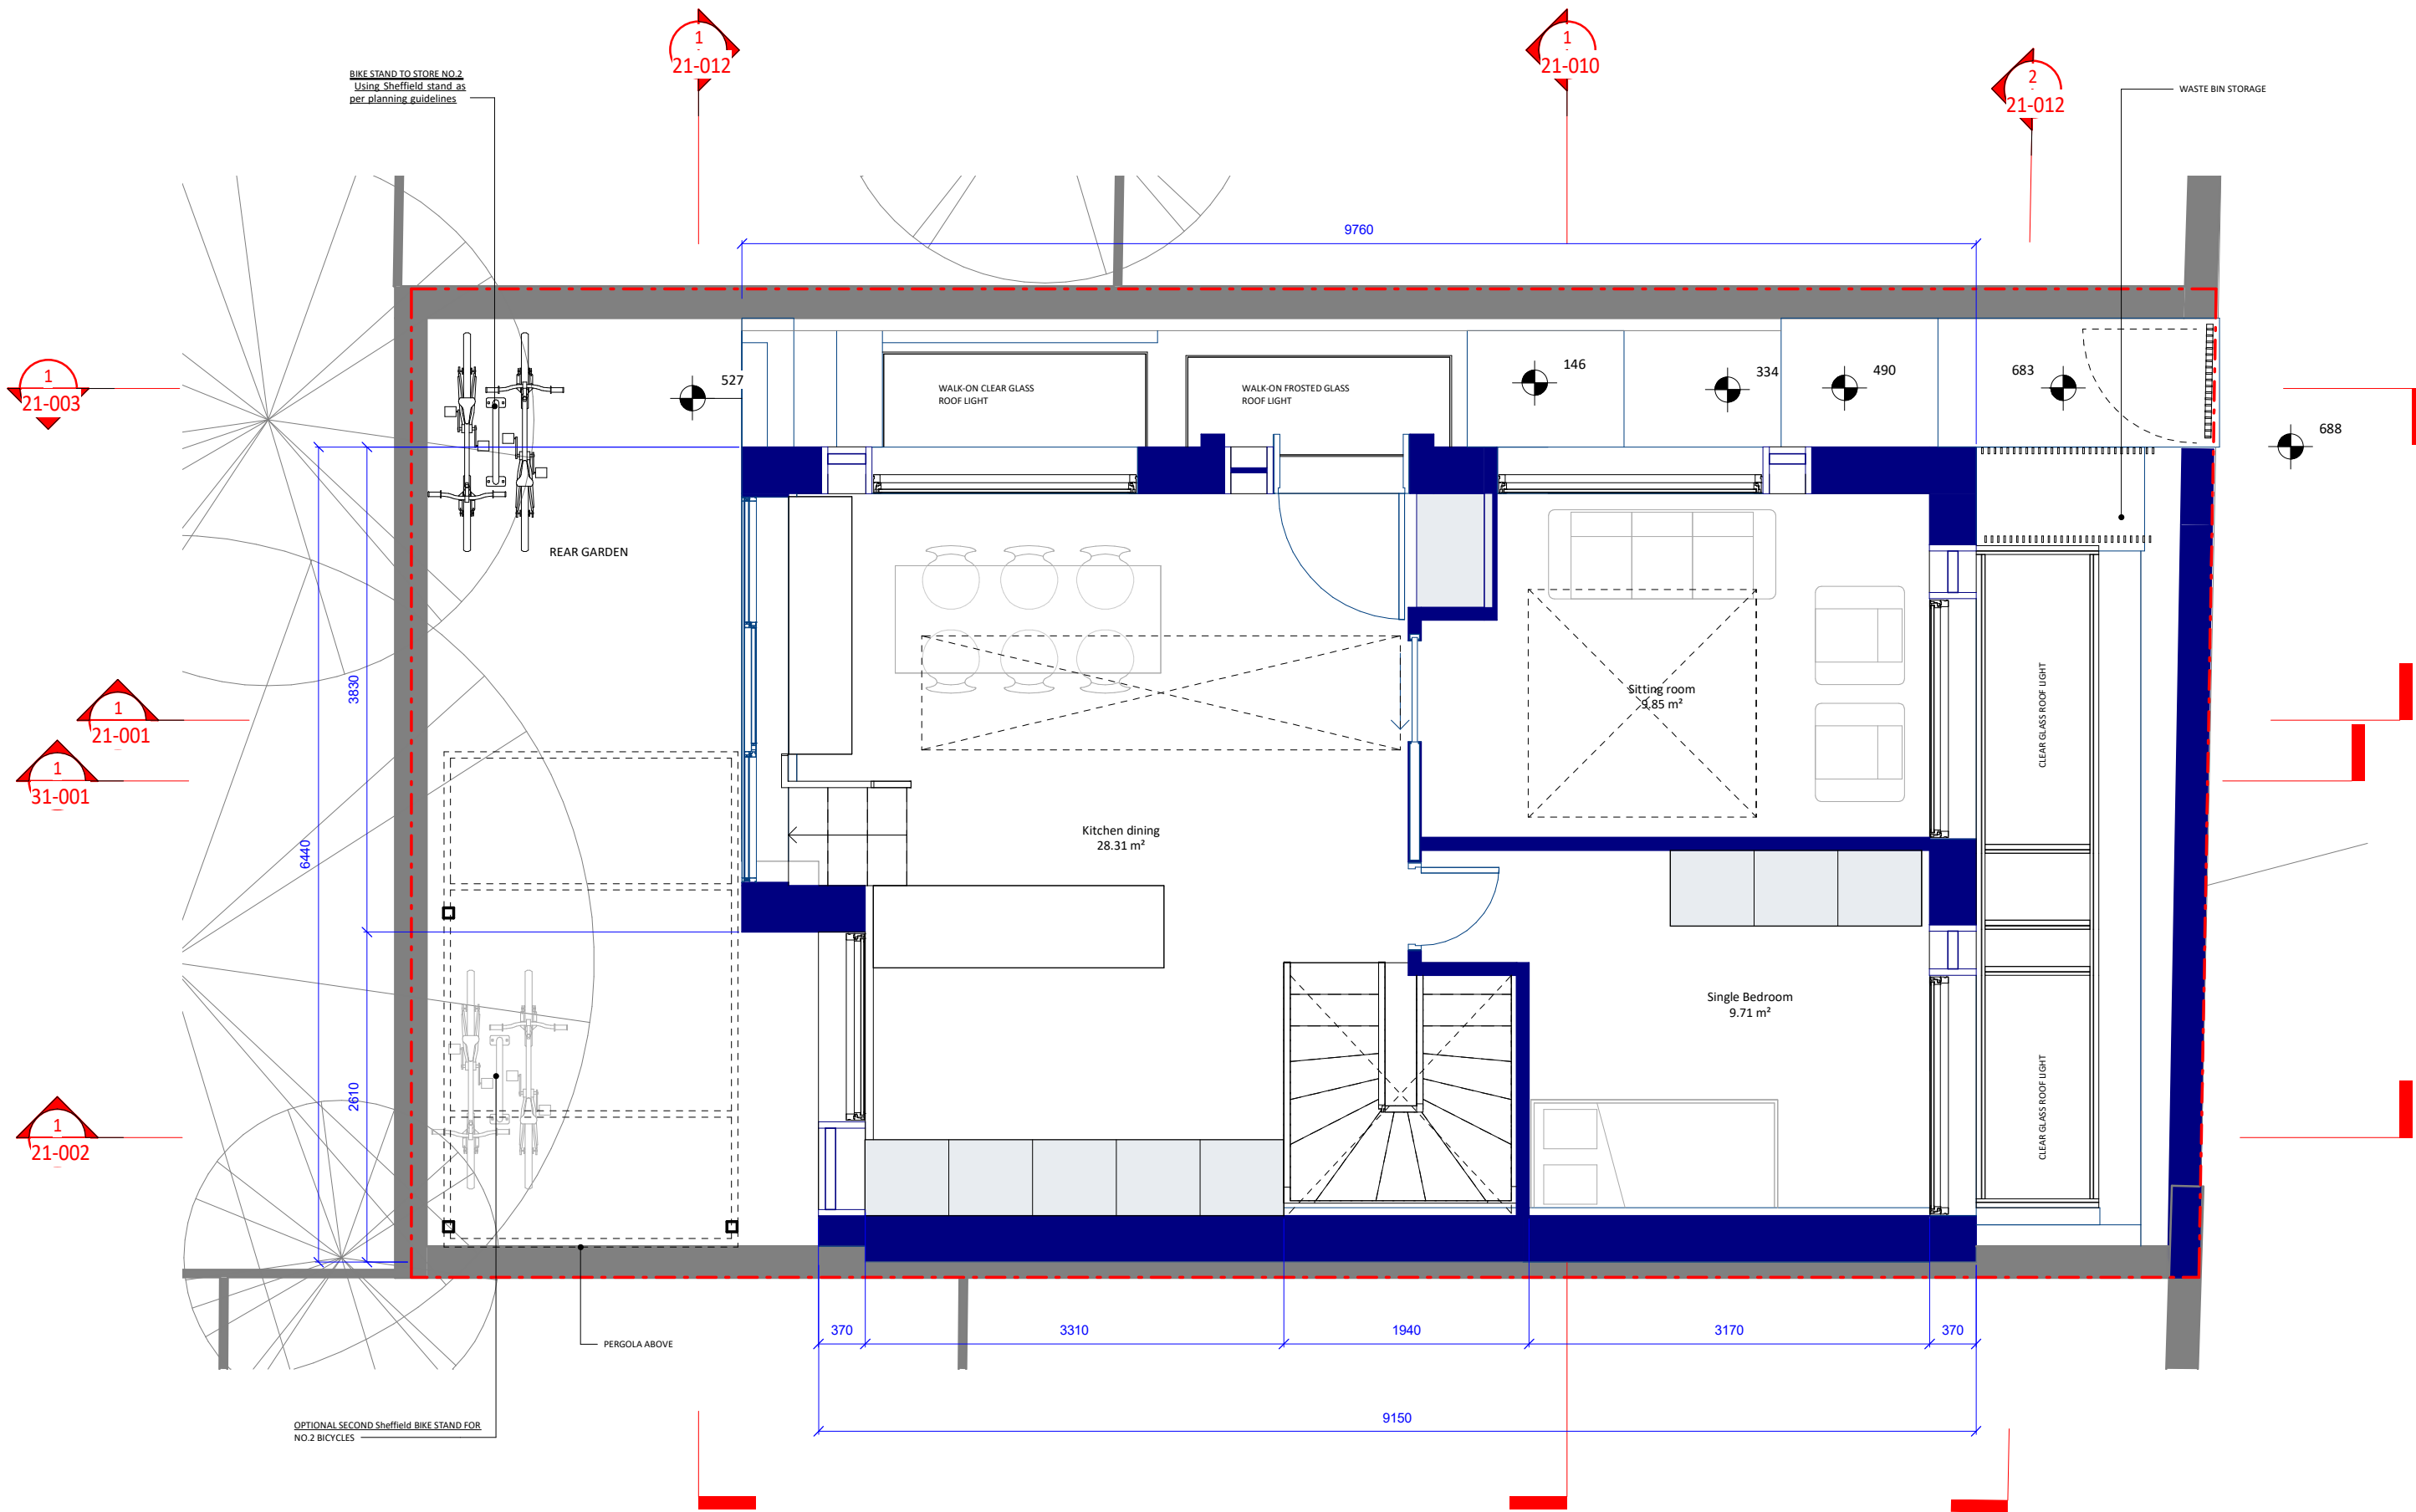 1
21-012
1
21-010
2
21-012
BIKE STAND TO STORE NO.2
Using Sheffield stand as
per planning guidelines
WASTE BIN STORAGE
9760
1
21-003
527
WALK-ON CLEAR GLASS
ROOF LIGHT
WALK-ON FROSTED GLASS
ROOF LIGHT
146
334
490
683
688
REAR GARDEN
3830
6440
2610
1
21-001
1
31-001
1
21-002
Sitting room
9.85 m²
Kitchen dining
28.31 m²
Single Bedroom
9.71 m²
CLEAR GLASS ROOF LIGHT
CLEAR GLASS ROOF LIGHT
370
3310
1940
3170
370
PERGOLA ABOVE
9150
OPTIONAL SECOND Sheffield BIKE STAND FOR
NO.2 BICYCLES